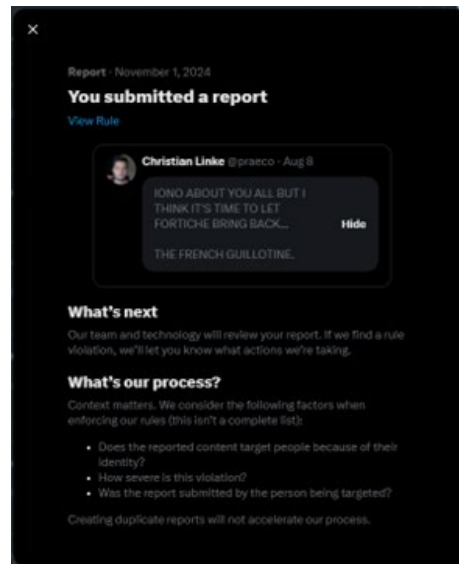 Report · November 1, 2024
You submitted a report
View Rule
Christian Linke @praeco · Aug 8
IONO ABOUT YOU ALL BUT I
THINK IT'S TIME TO LET
FORTICHE BRING BACK...
Hide
THE FRENCH GUILLOTINE.
What's next
Our team and technology will review your report. If we find a rule
violation, we'll let you know what actions we're taking.
What's our process?
Context matters. We consider the following factors when
enforcing our rules (this isn't a complete list):
• Does the reported content target people because of their
identity?
• How severe is this violation?
• Was the report submitted by the person being targeted?
Creating duplicate reports will not accelerate our process.